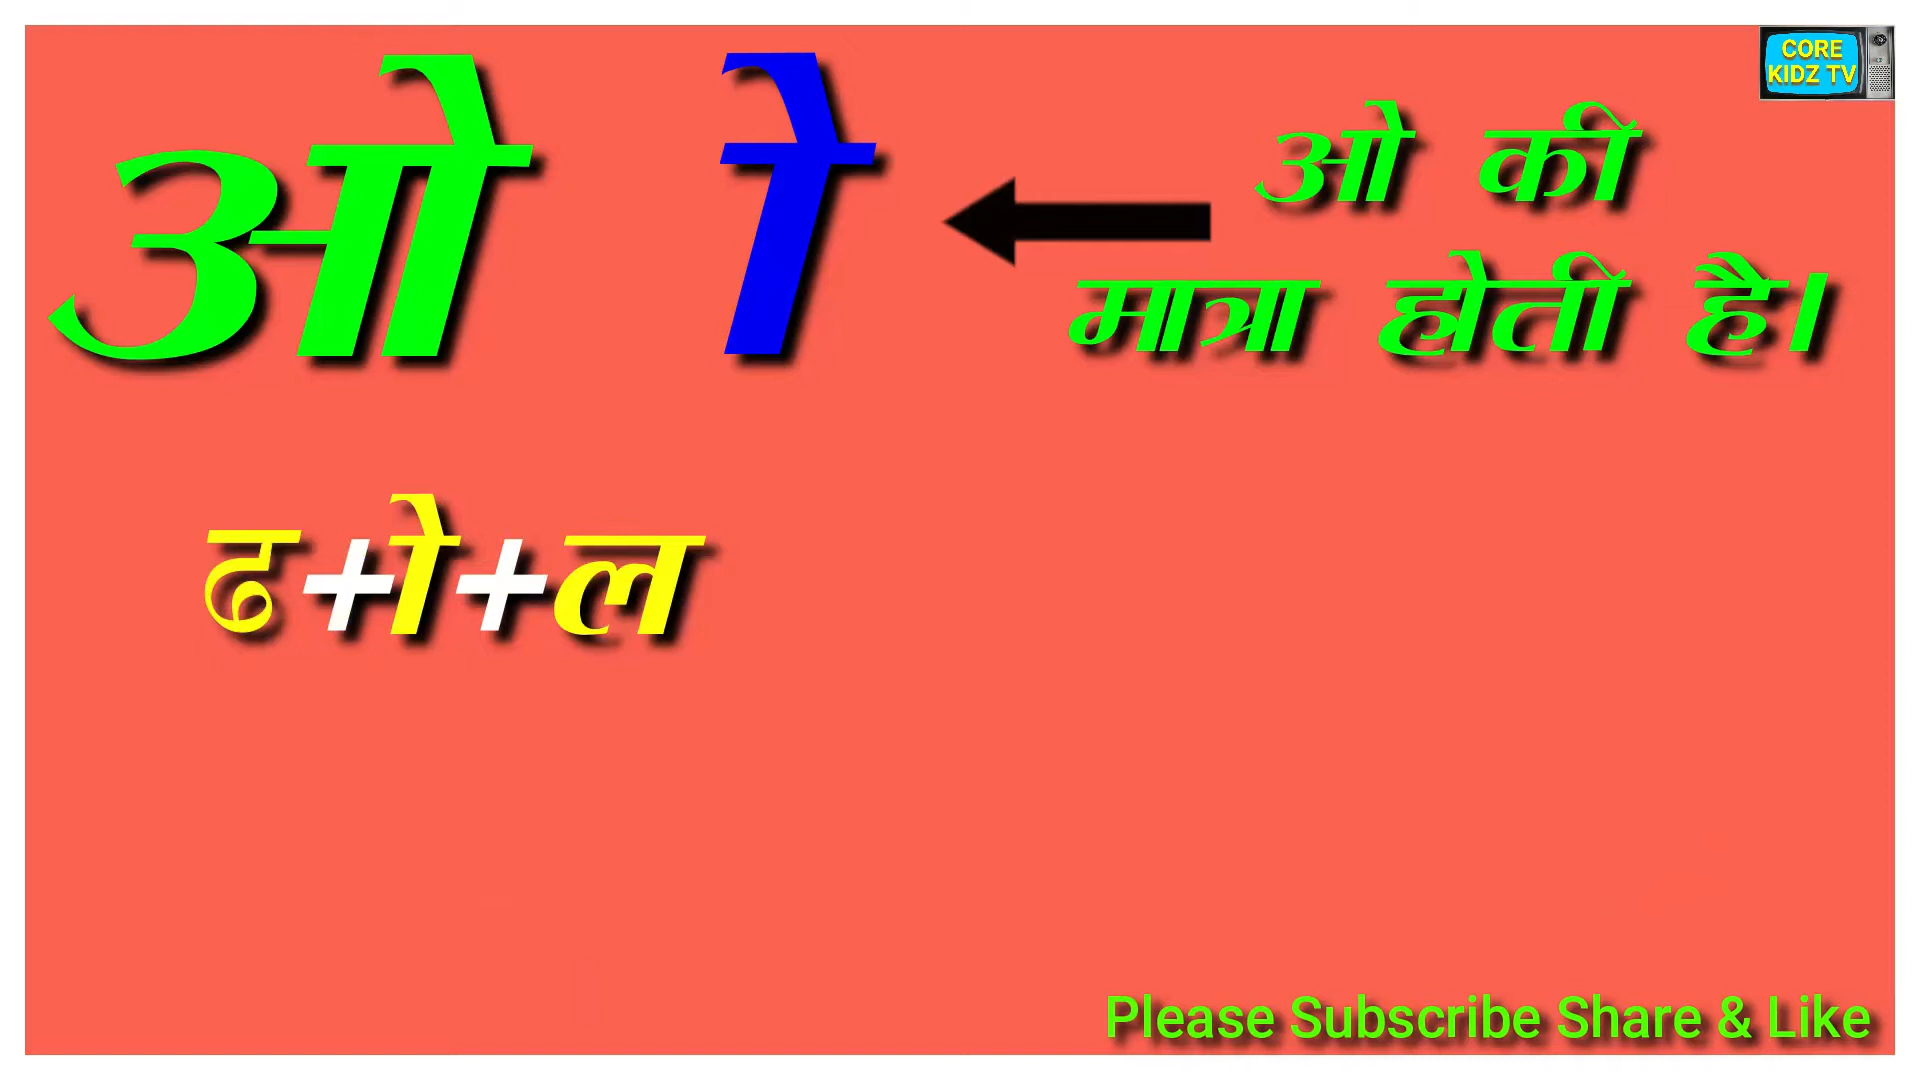 CORE
KIDZ TV
ओ ो ओ की
मात्रा होती है।
ढ+ो+ल
Please Subscribe Share & Like